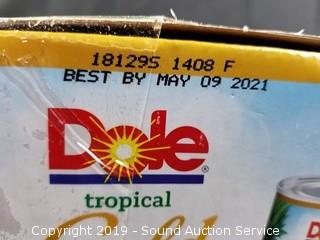 18129S 1408 F
BEST BY MAY 09 2021
Dole
tropical
Copyright 2019 - Sound Auction Service